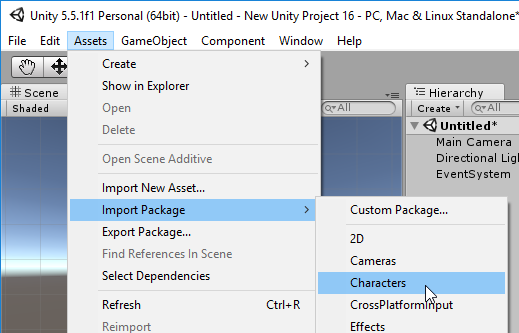 Unity 5.5.1f1 Personal (64bit) - Untitled - New Unity Project 16 - PC, Mac & Linux Standalone*
File Edit Assets GameObject Component Window Help
Scene
Shaded
All
Hierarchy
Create
All
Untitled*
Main Camera
Directional Lig
EventSystem
Create
Show in Explorer
Open
Delete
Open Scene Additive
Import New Asset...
Import Package
Export Package...
Find References In Scene
Select Dependencies
Refresh Ctrl+R
Reimport
Custom Package...
2D
Cameras
Characters
CrossPlatformInput
Effects